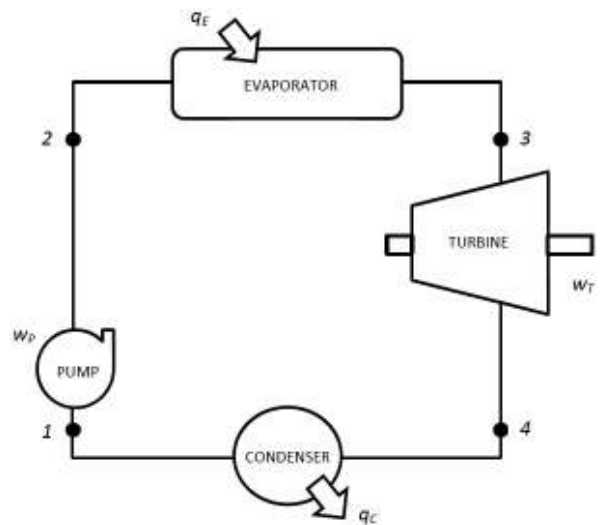 q_E
EVAPORATOR
2
3
TURBINE
w_T
w_P
PUMP
1
4
CONDENSER
q_C